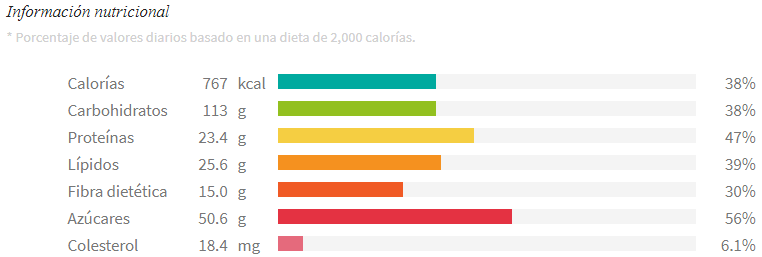 Información nutricional
* Porcentaje de valores diarios basado en una dieta de 2,000 calorías.
Calorías 767 kcal 38%
Carbohidratos 113 g 38%
Proteínas 23.4 g 47%
Lípidos 25.6 g 39%
Fibra dietética 15.0 g 30%
Azúcares 50.6 g 56%
Colesterol 18.4 mg 6.1%